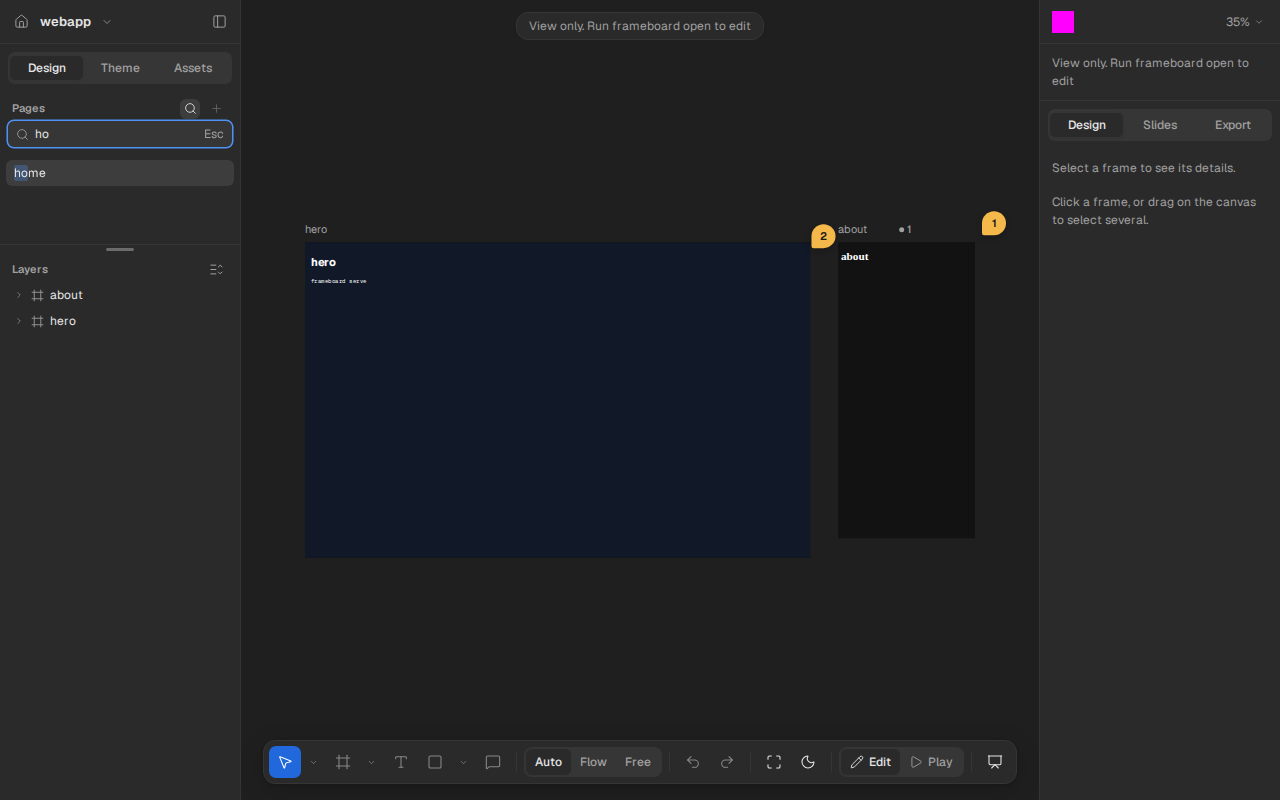 webapp
View only. Run frameboard open to edit
35%
Design Theme Assets
View only. Run frameboard open to
edit
Pages
ho Esc
Design Slides Export
home
Select a frame to see its details.
Click a frame, or drag on the canvas
to select several.
hero 2 about 1 1
hero
frameboard serve
about
Layers
about
hero
Auto Flow Free Edit Play